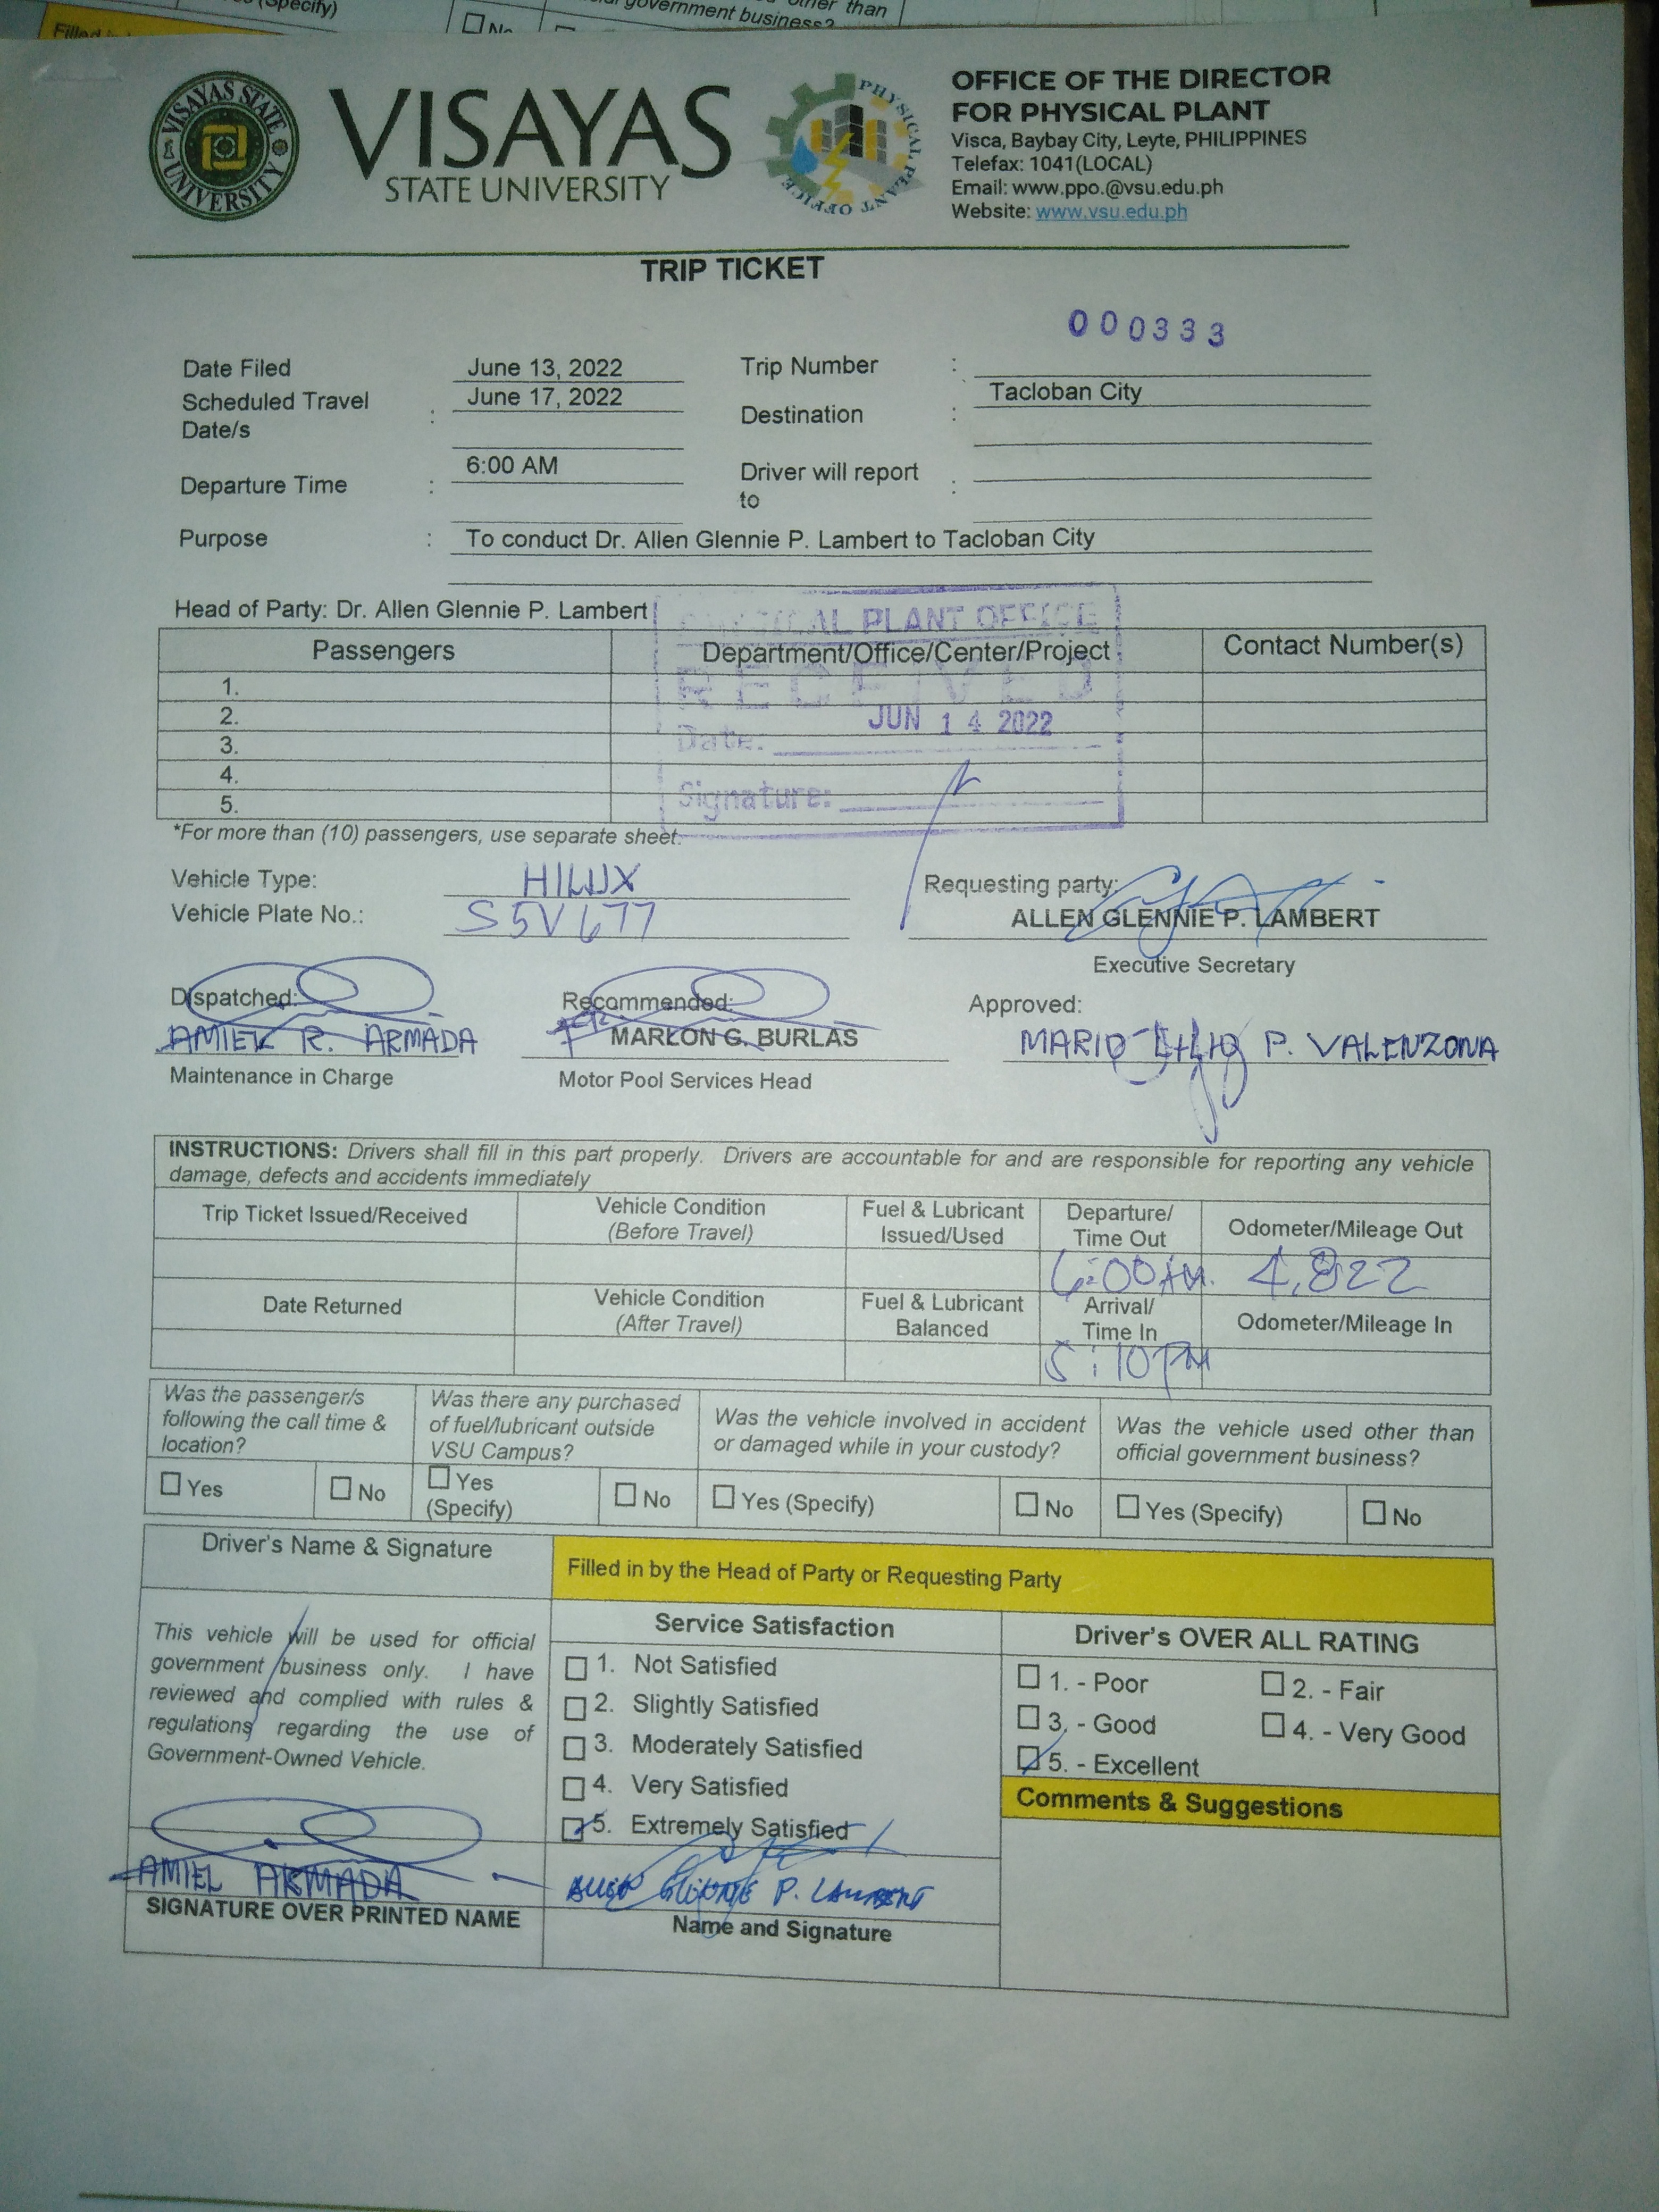 (Specify)
No
other than
government business?
Filled in
VISAYAS STATE UNIVERSITY
VISAYAS
STATE UNIVERSITY
PHYSICAL PLANT OFFICE
OFFICE OF THE DIRECTOR
FOR PHYSICAL PLANT
Visca, Baybay City, Leyte, PHILIPPINES
Telefax: 1041(LOCAL)
Email: www.ppo.@vsu.edu.ph
Website: www.vsu.edu.ph
TRIP TICKET
000333
Date Filed June 13, 2022 Trip Number :
Scheduled Travel Date/s : June 17, 2022 Destination : Tacloban City
Departure Time : 6:00 AM Driver will report to :
Purpose : To conduct Dr. Allen Glennie P. Lambert to Tacloban City
Head of Party: Dr. Allen Glennie P. Lambert
PHYSICAL PLANT OFFICE
RECEIVED
Date: JUN 14 2022
Signature:
Passengers Department/Office/Center/Project Contact Number(s)
1.
2.
3.
4.
5.
*For more than (10) passengers, use separate sheet.
Vehicle Type: HILUX
Vehicle Plate No.: S5V677
Requesting party:
ALLEN GLENNIE P. LAMBERT
Executive Secretary
Dispatched: Recommended: Approved:
AMIEL R. ARMADA MARLON G. BURLAS MARIO LILIO P. VALENZONA
Maintenance in Charge Motor Pool Services Head
INSTRUCTIONS: Drivers shall fill in this part properly. Drivers are accountable for and are responsible for reporting any vehicle
damage, defects and accidents immediately
Trip Ticket Issued/Received Vehicle Condition (Before Travel) Fuel & Lubricant Issued/Used Departure/ Time Out Odometer/Mileage Out
6:00AM. 4,822
Date Returned Vehicle Condition (After Travel) Fuel & Lubricant Balanced Arrival/ Time In Odometer/Mileage In
5:10PM
Was the passenger/s following the call time & location?
Was there any purchased of fuel/lubricant outside VSU Campus?
Was the vehicle involved in accident or damaged while in your custody?
Was the vehicle used other than official government business?
Yes No Yes (Specify) No Yes (Specify) No Yes (Specify) No
Driver's Name & Signature
Filled in by the Head of Party or Requesting Party
This vehicle will be used for official
government business only. I have
reviewed and complied with rules &
regulations regarding the use of
Government-Owned Vehicle.
AMIEL ARMADA
SIGNATURE OVER PRINTED NAME
Service Satisfaction
1. Not Satisfied
2. Slightly Satisfied
3. Moderately Satisfied
4. Very Satisfied
5. Extremely Satisfied
ALLEN GLENNIE P. LAMBERT
Name and Signature
Driver's OVER ALL RATING
1. - Poor 2. - Fair
3, - Good 4. - Very Good
5. - Excellent
Comments & Suggestions